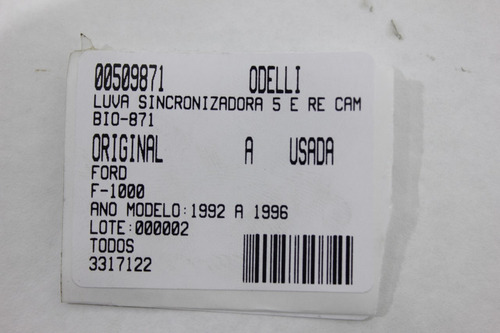 00509871 ODELLI
LUVA SINCRONIZADORA 5 E RE CAM
BIO-871
ORIGINAL A USADA
FORD
F-1000
ANO MODELO:1992 A 1996
LOTE:000002
TODOS
3317122